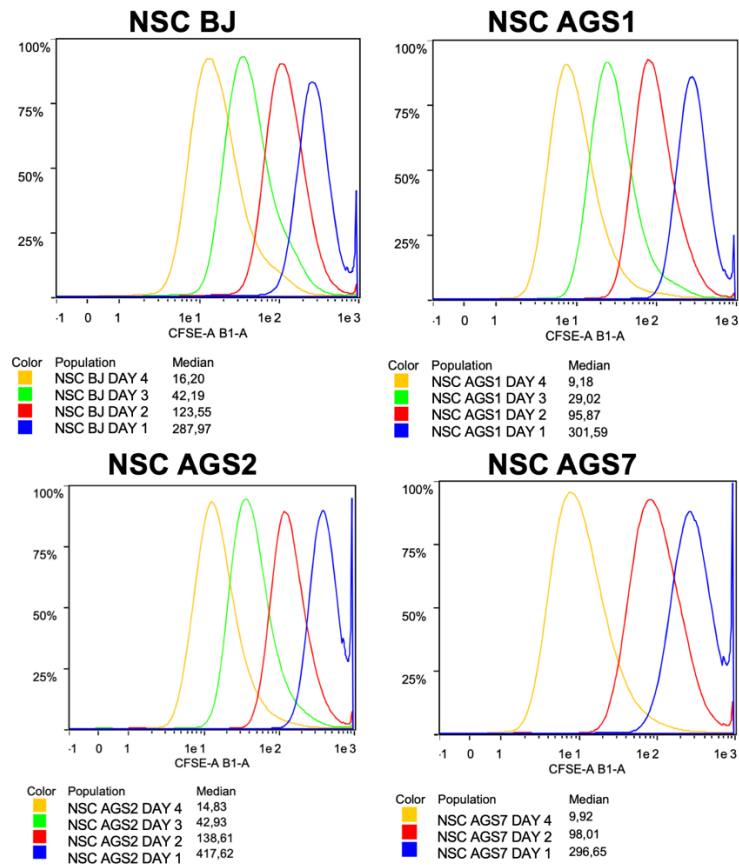 NSC BJ
100%
75%
50%
25%
-1 0 1 1e1 1e2 1e3
CFSE-A B1-A
Color Population Median
NSC BJ DAY 4 16,20
NSC BJ DAY 3 42,19
NSC BJ DAY 2 123,55
NSC BJ DAY 1 287,97
NSC AGS1
100%
75%
50%
25%
-1 0 1 1e1 1e2 1e3
CFSE-A B1-A
Color Population Median
NSC AGS1 DAY 4 9,18
NSC AGS1 DAY 3 29,02
NSC AGS1 DAY 2 95,87
NSC AGS1 DAY 1 301,59
NSC AGS2
100%
75%
50%
25%
-1 0 1 1e1 1e2 1e3
CFSE-A B1-A
Color Population Median
NSC AGS2 DAY 4 14,83
NSC AGS2 DAY 3 42,93
NSC AGS2 DAY 2 138,61
NSC AGS2 DAY 1 417,62
NSC AGS7
100%
75%
50%
25%
-1 0 1 1e1 1e2 1e3
CFSE-A B1-A
Color Population Median
NSC AGS7 DAY 4 9,92
NSC AGS7 DAY 2 98,01
NSC AGS7 DAY 1 296,65